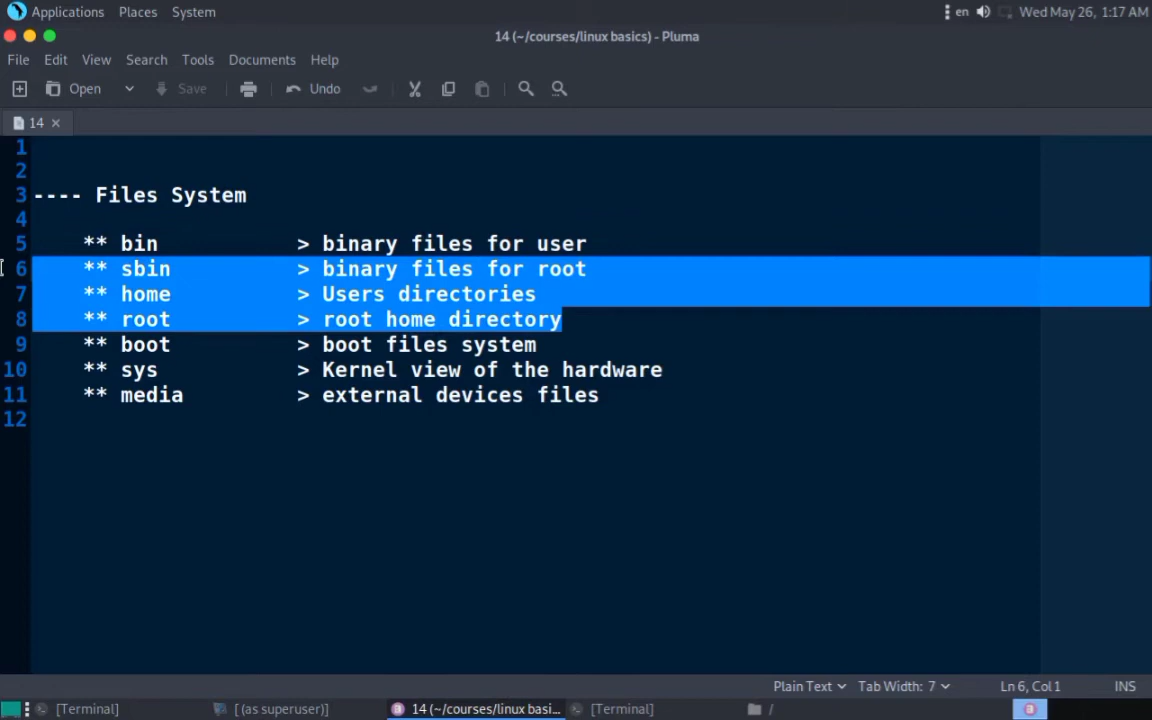 Applications Places System en Wed May 26, 1:17 AM
14 (~/courses/linux basics) - Pluma
File Edit View Search Tools Documents Help
Open Save Undo
14
1
2
3 ---- Files System
4
5 ** bin > binary files for user
6 ** sbin > binary files for root
7 ** home > Users directories
8 ** root > root home directory
9 ** boot > boot files system
10 ** sys > Kernel view of the hardware
11 ** media > external devices files
12
Plain Text Tab Width: 7 Ln 6, Col 1 INS
[Terminal] [ (as superuser)] 14 (~/courses/linux basi... [Terminal] /